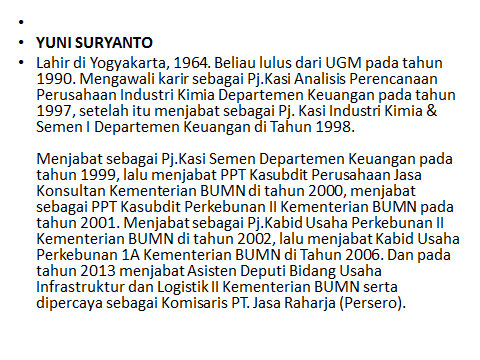 YUNI SURYANTO
Lahir di Yogyakarta, 1964. Beliau lulus dari UGM pada tahun
1990. Mengawali karir sebagai Pj.Kasi Analisis Perencanaan
Perusahaan Industri Kimia Departemen Keuangan pada tahun
1997, setelah itu menjabat sebagai Pj. Kasi Industri Kimia &
Semen I Departemen Keuangan di Tahun 1998.
Menjabat sebagai Pj.Kasi Semen Departemen Keuangan pada
tahun 1999, lalu menjabat PPT Kasubdit Perusahaan Jasa
Konsultan Kementerian BUMN di tahun 2000, menjabat
sebagai PPT Kasubdit Perkebunan II Kementerian BUMN pada
tahun 2001. Menjabat sebagai Pj.Kabid Usaha Perkebunan II
Kementerian BUMN di tahun 2002, lalu menjabat Kabid Usaha
Perkebunan 1A Kementerian BUMN di Tahun 2006. Dan pada
tahun 2013 menjabat Asisten Deputi Bidang Usaha
Infrastruktur dan Logistik II Kementerian BUMN serta
dipercaya sebagai Komisaris PT. Jasa Raharja (Persero).